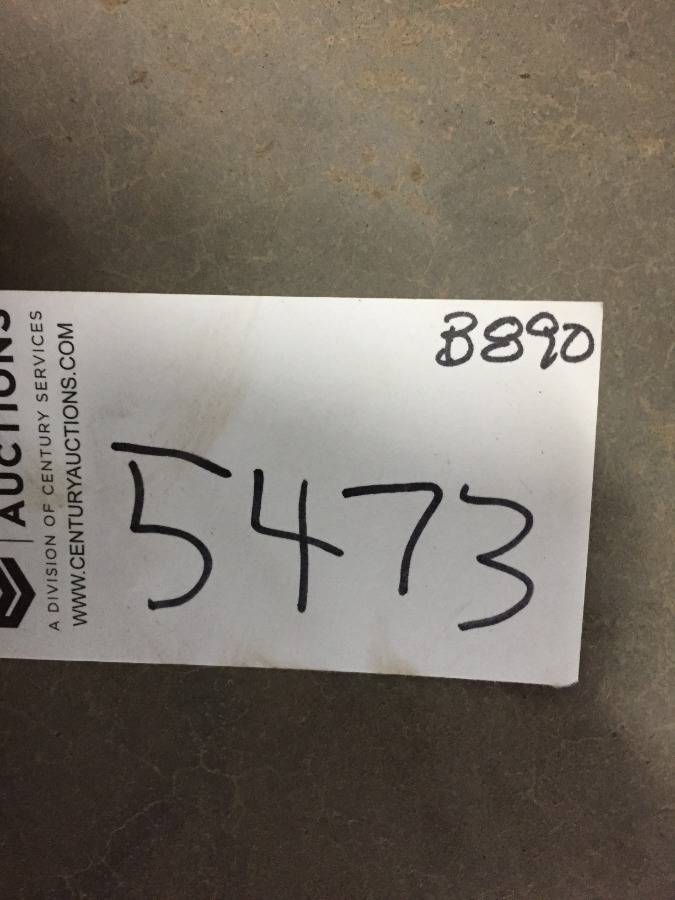 AUCTIONS
A DIVISION OF CENTURY SERVICES
WWW.CENTURYAUCTIONS.COM
B890
5473